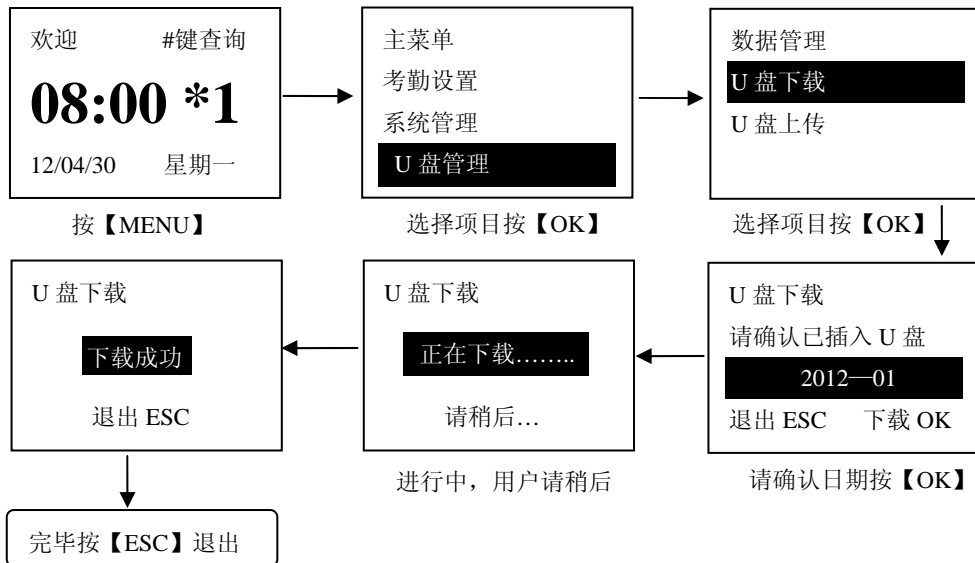 欢迎 #键查询
08:00 *1
12/04/30 星期一
按【MENU】
主菜单
考勤设置
系统管理
U 盘管理
选择项目按【OK】
数据管理
U 盘下载
U 盘上传
选择项目按【OK】
U 盘下载
请确认已插入 U 盘
2012—01
退出 ESC 下载 OK
请确认日期按【OK】
U 盘下载
正在下载……..
请稍后…
进行中，用户请稍后
U 盘下载
下载成功
退出 ESC
完毕按【ESC】退出